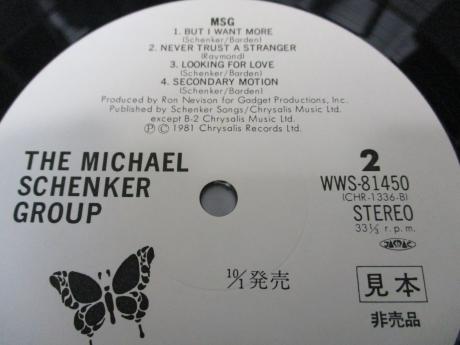 MSG
1. BUT I WANT MORE
(Schenker/Barden)
2. NEVER TRUST A STRANGER
(Raymond)
3. LOOKING FOR LOVE
(Schenker/Barden)
4. SECONDARY MOTION
(Schenker/Barden)
Produced by Ron Nevison for Gadget Productions, Inc.
Published by Schenker Songs/Chrysalis Music Ltd.
except B-2 Chrysalis Music Ltd.
Ⓟ © 1981 Chrysalis Records Ltd.
THE MICHAEL
SCHENKER
GROUP
2
WWS-81450
(CHR-1336-B)
STEREO
33⅓ r.p.m.
JASRAC
10/1発売
見本
非売品